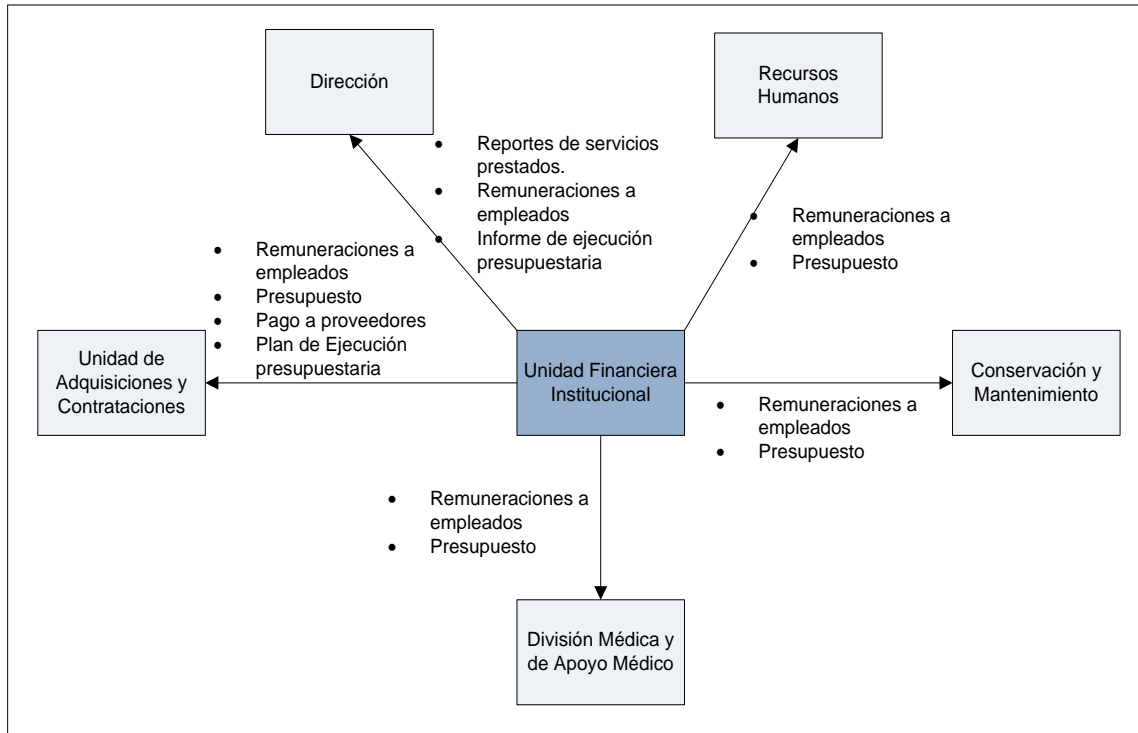 Dirección
Recursos
Humanos
• Reportes de servicios
prestados.
• Remuneraciones a
empleados
• Informe de ejecución
presupuestaria
• Remuneraciones a
empleados
• Presupuesto
• Remuneraciones a
empleados
• Presupuesto
• Pago a proveedores
• Plan de Ejecución
presupuestaria
Unidad de
Adquisiciones y
Contrataciones
Unidad Financiera
Institucional
Conservación y
Mantenimiento
• Remuneraciones a
empleados
• Presupuesto
• Remuneraciones a
empleados
• Presupuesto
División Médica y
de Apoyo Médico